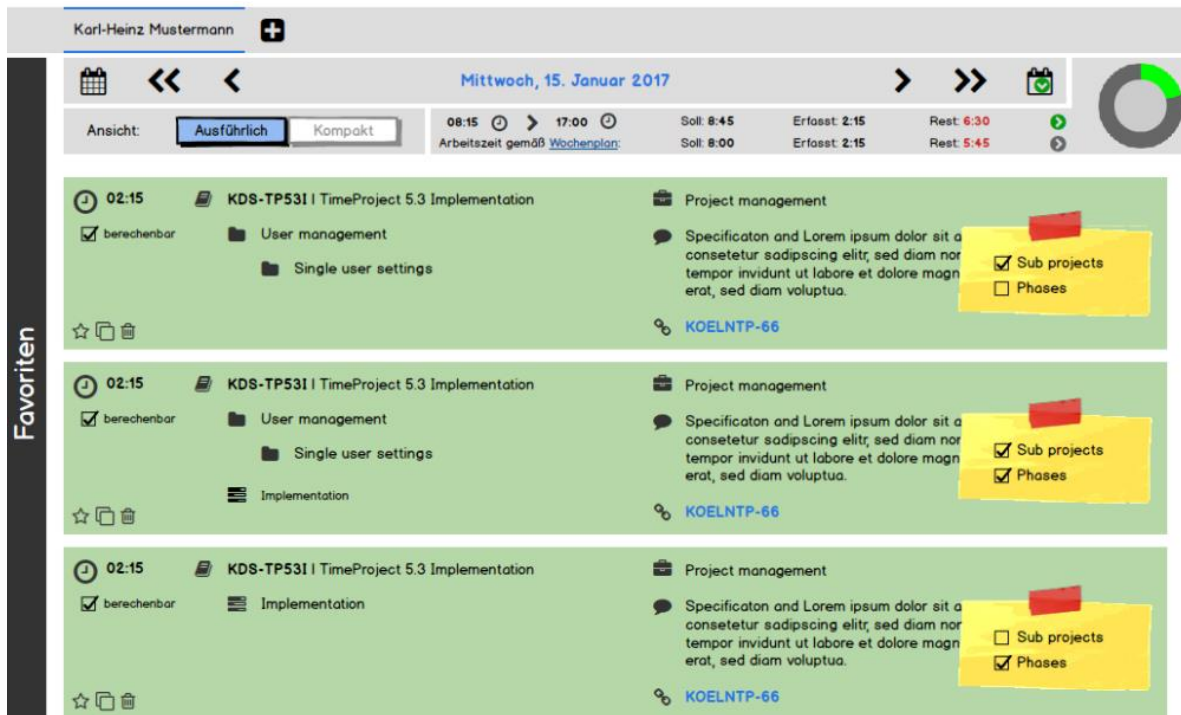 Karl-Heinz Mustermann
Mittwoch, 15. Januar 2017
Ansicht: Ausführlich Kompakt
08:15 17:00 Soll: 8:45 Erfasst: 2:15 Rest: 6:30
Arbeitszeit gemäß Wochenplan: Soll: 8:00 Erfasst: 2:15 Rest: 5:45
Favoriten
02:15 KDS-TP53I | TimeProject 5.3 Implementation Project management
berechenbar User management Specificaton and Lorem ipsum dolor sit a
consetetur sadipscing elitr, sed diam nor
Single user settings tempor invidunt ut labore et dolore magn
erat, sed diam voluptua.
Sub projects
Phases
KOELNTP-66
02:15 KDS-TP53I | TimeProject 5.3 Implementation Project management
berechenbar User management Specificaton and Lorem ipsum dolor sit a
consetetur sadipscing elitr, sed diam nor
Single user settings tempor invidunt ut labore et dolore magn
erat, sed diam voluptua.
Implementation
Sub projects
Phases
KOELNTP-66
02:15 KDS-TP53I | TimeProject 5.3 Implementation Project management
berechenbar Implementation Specificaton and Lorem ipsum dolor sit a
consetetur sadipscing elitr, sed diam nor
tempor invidunt ut labore et dolore magn
erat, sed diam voluptua.
Sub projects
Phases
KOELNTP-66